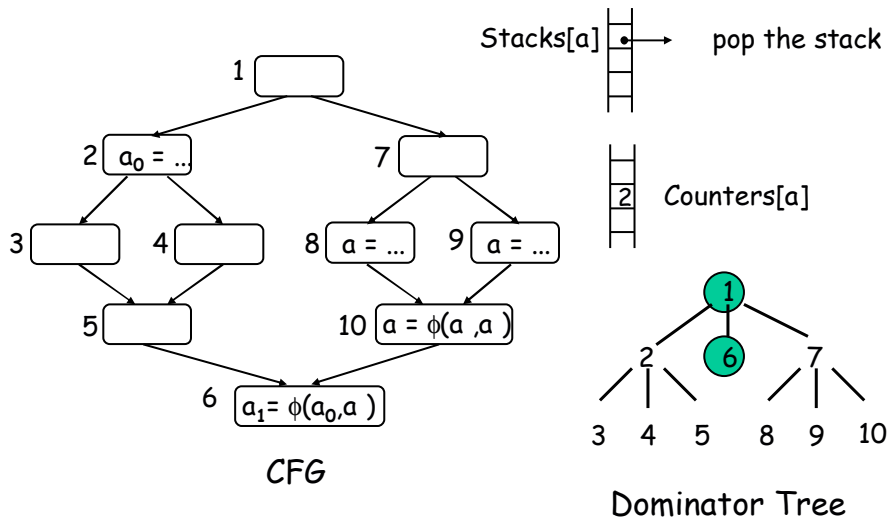 Stacks[a]
pop the stack
1
2
a₀ = ...
7
2
Counters[a]
3
4
8
a = ...
9
a = ...
5
10
a = ϕ(a ,a )
6
a₁= ϕ(a₀,a )
CFG
1
2
6
7
3
4
5
8
9
10
Dominator Tree